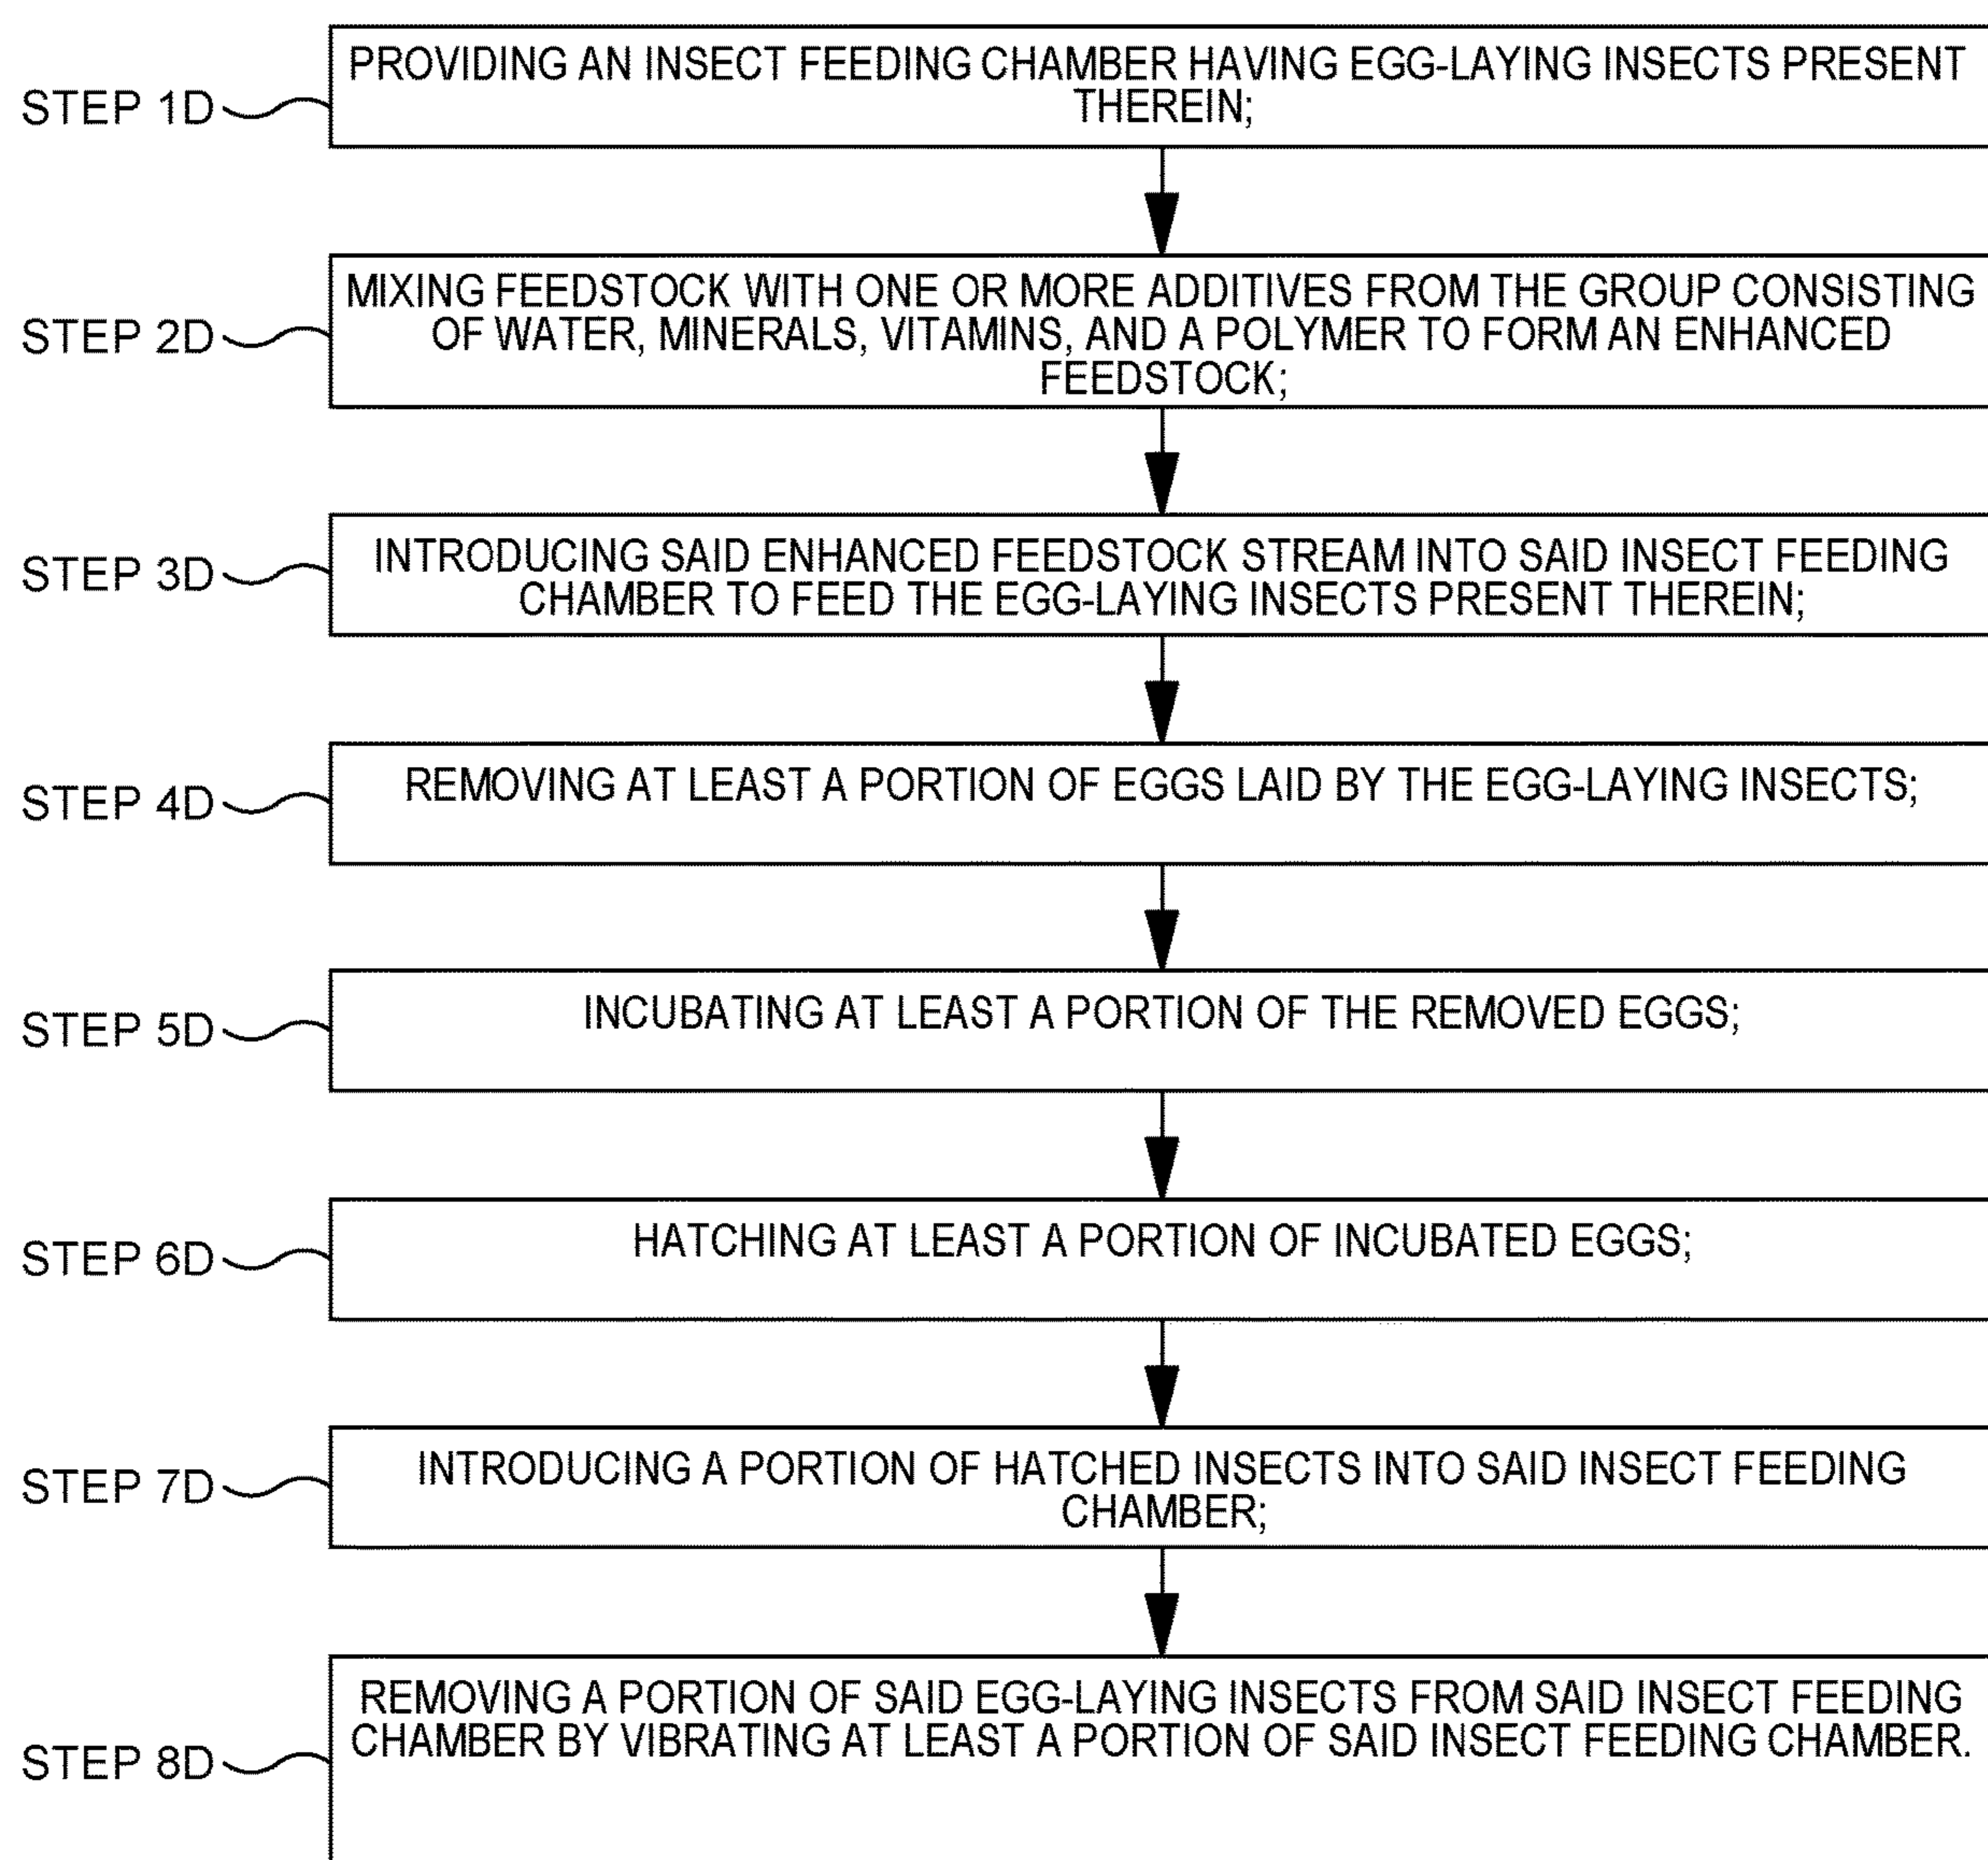 STEP 1D
PROVIDING AN INSECT FEEDING CHAMBER HAVING EGG-LAYING INSECTS PRESENT
THEREIN;
STEP 2D
MIXING FEEDSTOCK WITH ONE OR MORE ADDITIVES FROM THE GROUP CONSISTING
OF WATER, MINERALS, VITAMINS, AND A POLYMER TO FORM AN ENHANCED
FEEDSTOCK;
STEP 3D
INTRODUCING SAID ENHANCED FEEDSTOCK STREAM INTO SAID INSECT FEEDING
CHAMBER TO FEED THE EGG-LAYING INSECTS PRESENT THEREIN;
STEP 4D
REMOVING AT LEAST A PORTION OF EGGS LAID BY THE EGG-LAYING INSECTS;
STEP 5D
INCUBATING AT LEAST A PORTION OF THE REMOVED EGGS;
STEP 6D
HATCHING AT LEAST A PORTION OF INCUBATED EGGS;
STEP 7D
INTRODUCING A PORTION OF HATCHED INSECTS INTO SAID INSECT FEEDING
CHAMBER;
STEP 8D
REMOVING A PORTION OF SAID EGG-LAYING INSECTS FROM SAID INSECT FEEDING
CHAMBER BY VIBRATING AT LEAST A PORTION OF SAID INSECT FEEDING CHAMBER.